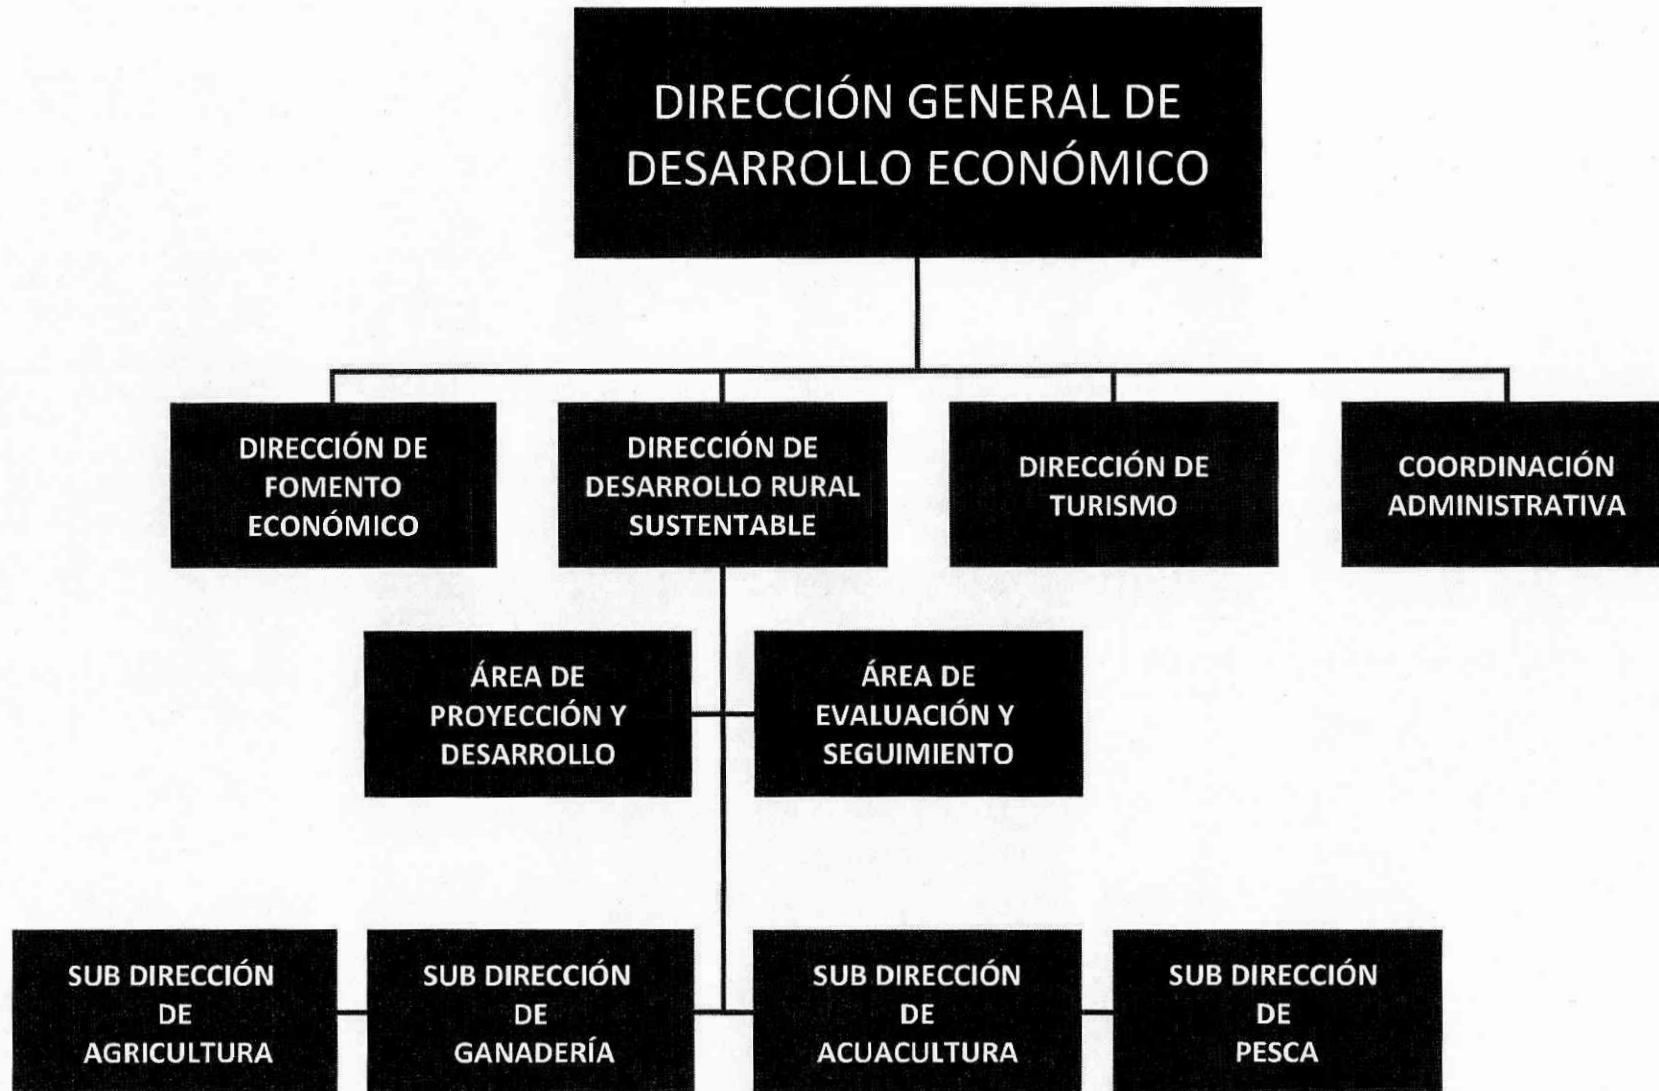 DIRECCIÓN GENERAL DE
DESARROLLO ECONÓMICO
DIRECCIÓN DE
FOMENTO
ECONÓMICO
DIRECCIÓN DE
DESARROLLO RURAL
SUSTENTABLE
DIRECCIÓN DE
TURISMO
COORDINACIÓN
ADMINISTRATIVA
ÁREA DE
PROYECCIÓN Y
DESARROLLO
ÁREA DE
EVALUACIÓN Y
SEGUIMIENTO
SUB DIRECCIÓN
DE
AGRICULTURA
SUB DIRECCIÓN
DE
GANADERÍA
SUB DIRECCIÓN
DE
ACUACULTURA
SUB DIRECCIÓN
DE
PESCA